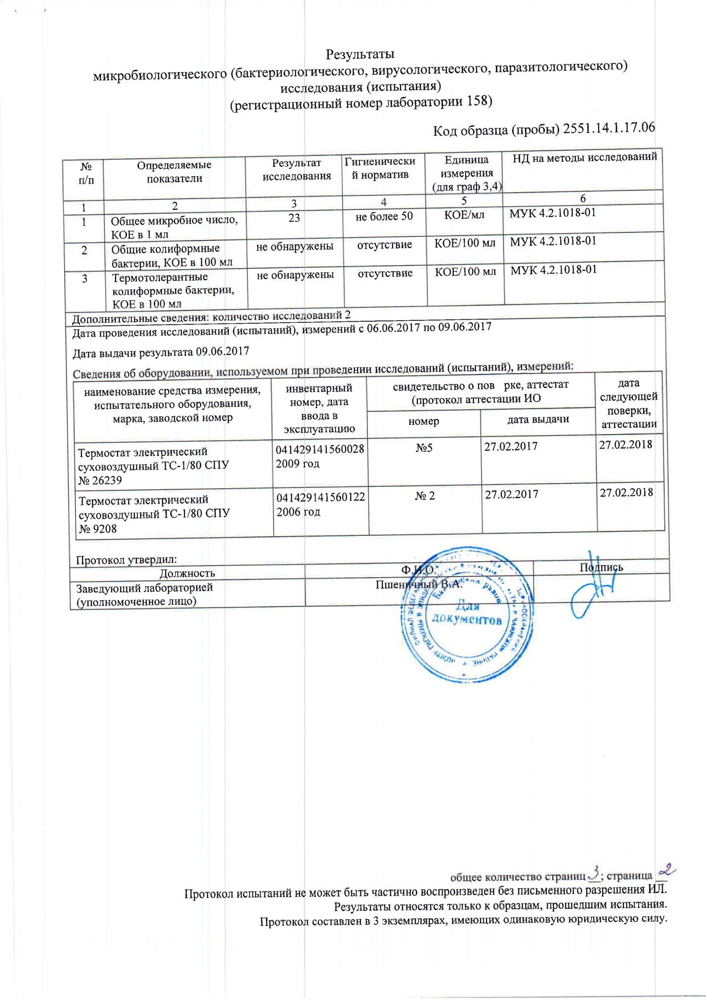 Результаты
микробиологического (бактериологического, вирусологического, паразитологического)
исследования (испытания)
(регистрационный номер лаборатории 158)
Код образца (пробы) 2551.14.1.17.06
№ п/п Определяемые показатели Результат исследования Гигиенически й норматив Единица измерения (для граф 3,4) НД на методы исследований
1 2 3 4 5 6
1 Общее микробное число, 23 не более 50 КОЕ/мл МУК 4.2.1018-01
КОЕ в 1 мл
2 Общие колиформные не обнаружены отсутствие КОЕ/100 мл МУК 4.2.1018-01
бактерии, КОЕ в 100 мл
3 Термотолерантные не обнаружены отсутствие КОЕ/100 мл МУК 4.2.1018-01
колиформные бактерии,
КОЕ в 100 мл
Дополнительные сведения: количество исследований 2
Дата проведения исследований (испытаний), измерений с 06.06.2017 по 09.06.2017
Дата выдачи результата 09.06.2017
Сведения об оборудовании, используемом при проведении исследований (испытаний), измерений:
наименование средства измерения,
испытательного оборудования,
марка, заводской номер
инвентарный
номер, дата
ввода в
эксплуатацию
свидетельство о пов рке, аттестат
(протокол аттестации ИО
номер дата выдачи
дата
следующей
поверки,
аттестации
Термостат электрический 041429141560028 №5 27.02.2017 27.02.2018
суховоздушный ТС-1/80 СПУ 2009 год
№ 26239
Термостат электрический 041429141560122 № 2 27.02.2017 27.02.2018
суховоздушный ТС-1/80 СПУ 2006 год
№ 9208
Протокол утвердил:
Должность Ф.И.О. Подпись
Заведующий лабораторией Пшеничный В.А.
(уполномоченное лицо)
Для
документов
общее количество страниц 3; страница 2
Протокол испытаний не может быть частично воспроизведен без письменного разрешения ИЛ.
Результаты относятся только к образцам, прошедшим испытания.
Протокол составлен в 3 экземплярах, имеющих одинаковую юридическую силу.